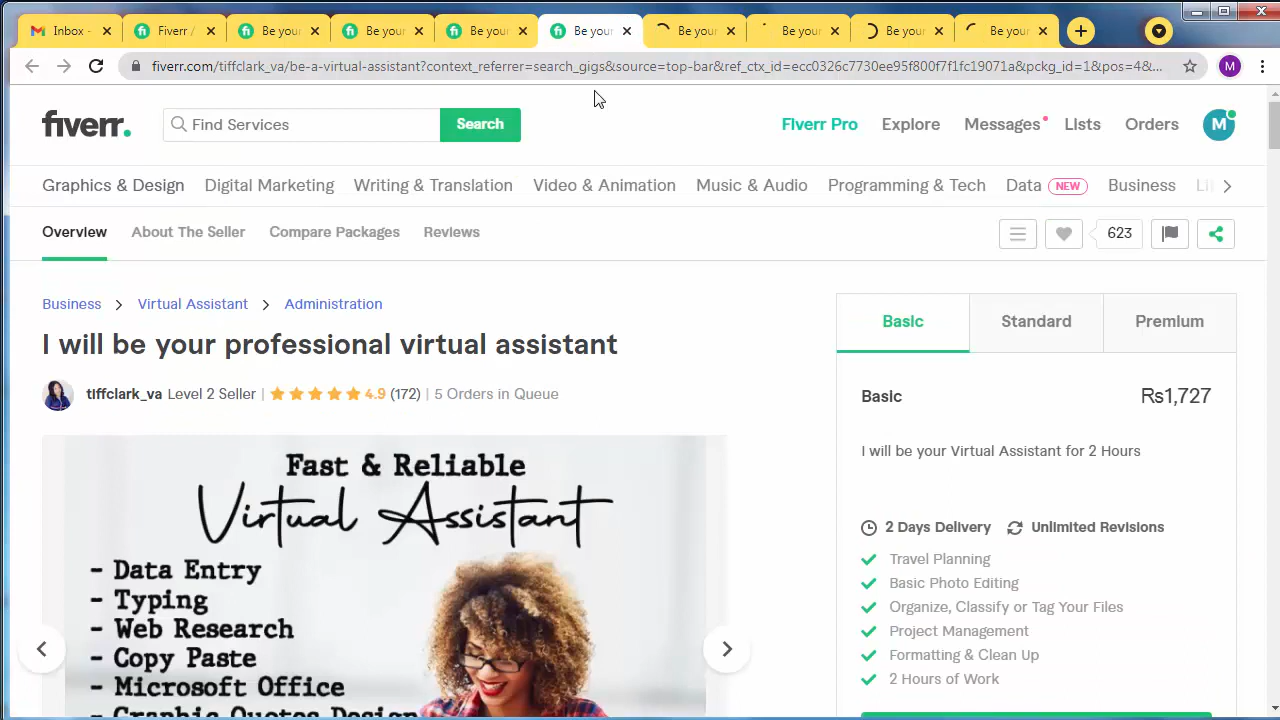 Inbox -
Fiverr /
Be your
Be your
Be your
Be your
Be your
Be your
Be your
Be your
fiverr.com/tiffclark_va/be-a-virtual-assistant?context_referrer=search_gigs&source=top-bar&ref_ctx_id=ecc0326c7730ee95f800f7f1fc19071a&pckg_id=1&pos=4&...
M
fiverr.
Find Services
Search
Fiverr Pro
Explore
Messages
Lists
Orders
M
Graphics & Design
Digital Marketing
Writing & Translation
Video & Animation
Music & Audio
Programming & Tech
Data NEW
Business
Overview
About The Seller
Compare Packages
Reviews
623
Business > Virtual Assistant > Administration
I will be your professional virtual assistant
tiffclark_va Level 2 Seller | 4.9 (172) | 5 Orders in Queue
Fast & Reliable
Virtual Assistant
- Data Entry
- Typing
- Web Research
- Copy Paste
- Microsoft Office
- Graphic Quotes Design
Basic
Standard
Premium
Basic
Rs1,727
I will be your Virtual Assistant for 2 Hours
2 Days Delivery
Unlimited Revisions
Travel Planning
Basic Photo Editing
Organize, Classify or Tag Your Files
Project Management
Formatting & Clean Up
2 Hours of Work